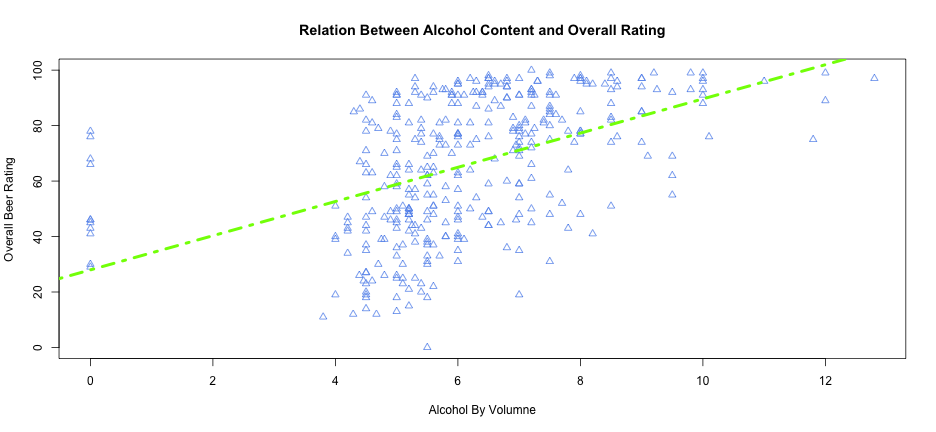 Relation Between Alcohol Content and Overall Rating
100
80
60
40
20
0
Overall Beer Rating
0 2 4 6 8 10 12
Alcohol By Volumne